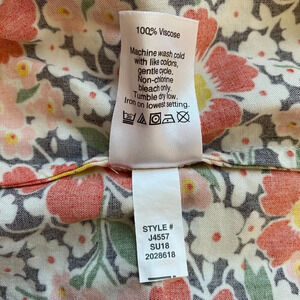 100% Viscose
Machine wash cold
with like colors,
gentle cycle.
Non-chlorine
bleach only.
Tumble dry low.
Iron on lowest setting.
STYLE #
J4557
SU18
2028618